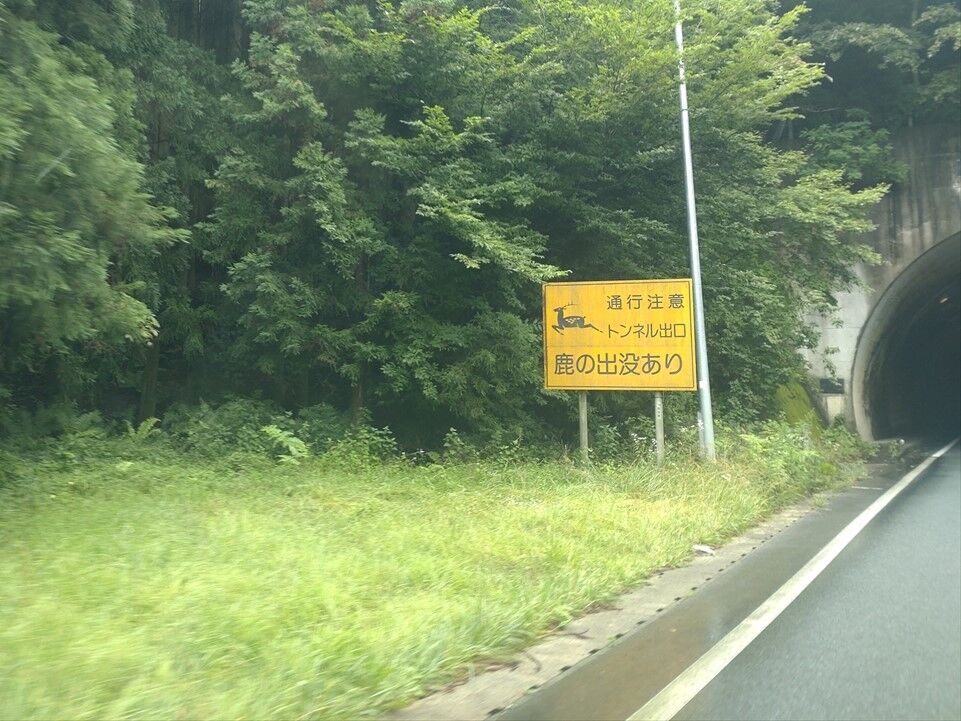 通行注意
トンネル出口
鹿の出没あり